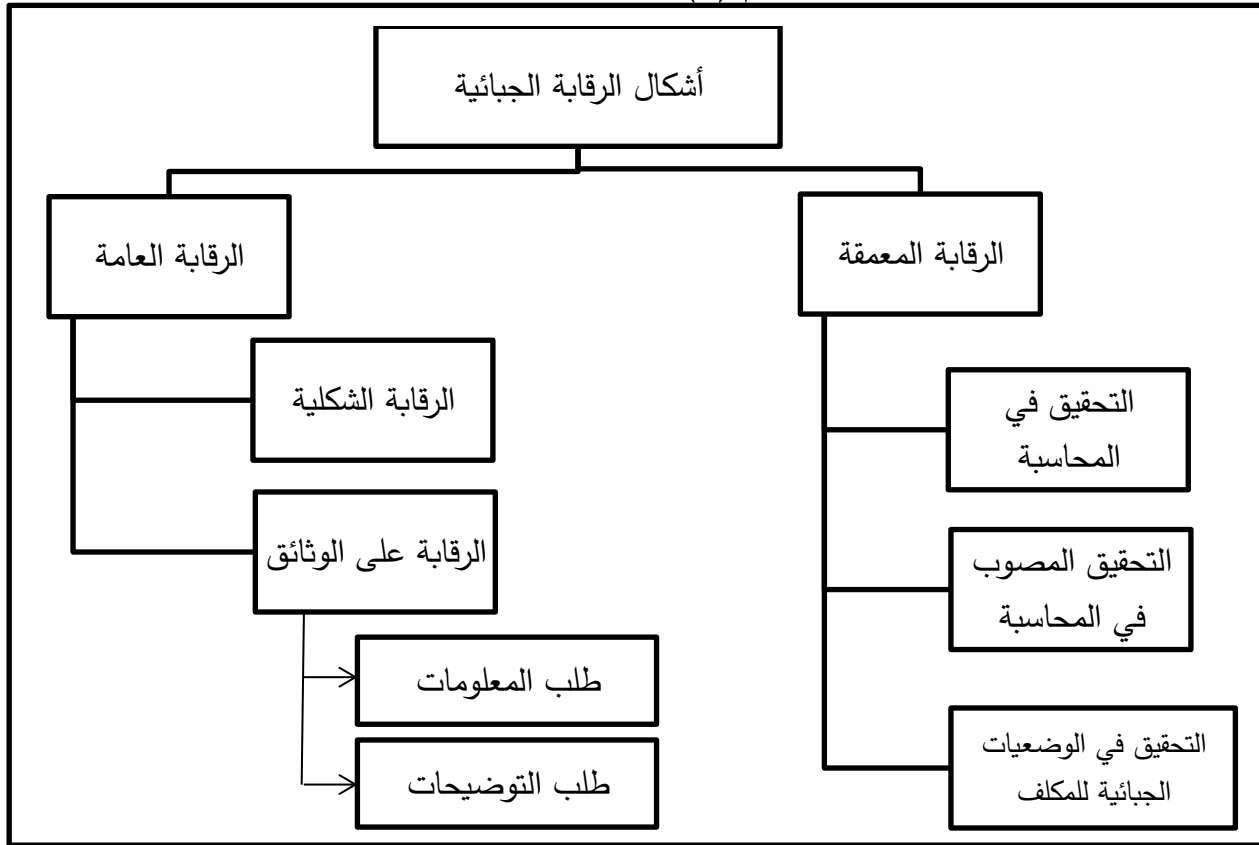 أشكال الرقابة الجبائية
الرقابة المعمقة
الرقابة العامة
التحقيق في
المحاسبة
التحقيق المصوب
في المحاسبة
التحقيق في الوضعيات
الجبائية للمكلف
الرقابة الشكلية
الرقابة على الوثائق
طلب المعلومات
طلب التوضيحات